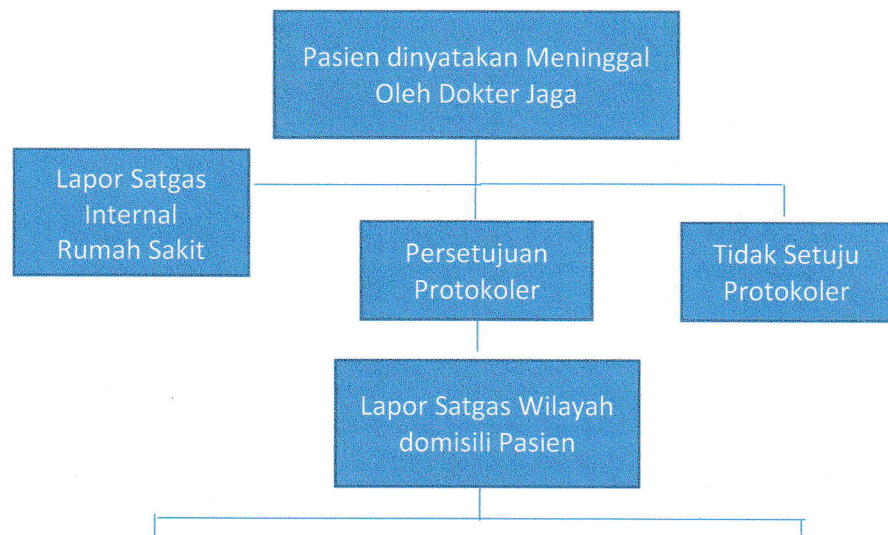 Pasien dinyatakan Meninggal
Oleh Dokter Jaga
Lapor Satgas
Internal
Rumah Sakit
Persetujuan
Protokoler
Tidak Setuju
Protokoler
Lapor Satgas Wilayah
domisili Pasien